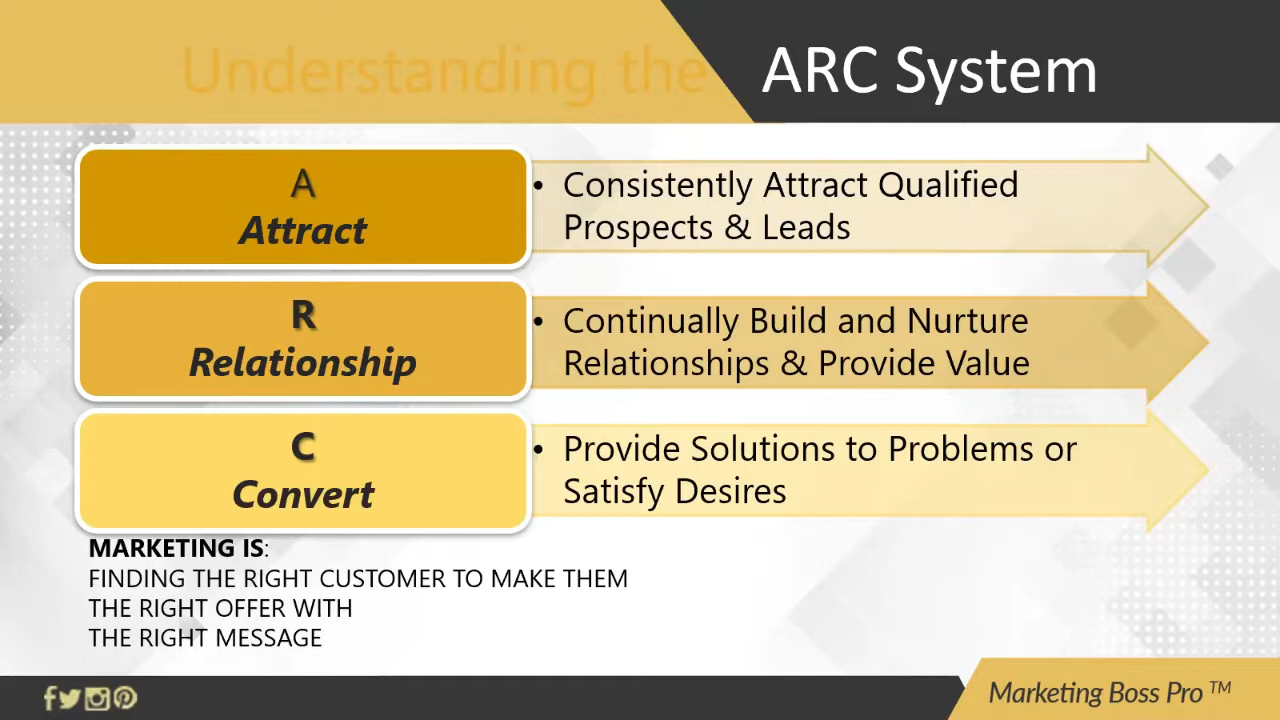 Understanding the ARC System
A
Attract
• Consistently Attract Qualified
Prospects & Leads
R
Relationship
• Continually Build and Nurture
Relationships & Provide Value
C
Convert
• Provide Solutions to Problems or
Satisfy Desires
MARKETING IS:
FINDING THE RIGHT CUSTOMER TO MAKE THEM
THE RIGHT OFFER WITH
THE RIGHT MESSAGE
Marketing Boss Pro ™